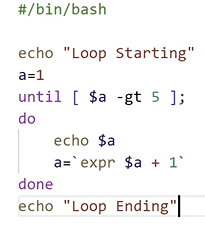 #/bin/bash
echo "Loop Starting"
a=1
until [ $a -gt 5 ];
do
    echo $a
    a=`expr $a + 1`
done
echo "Loop Ending"